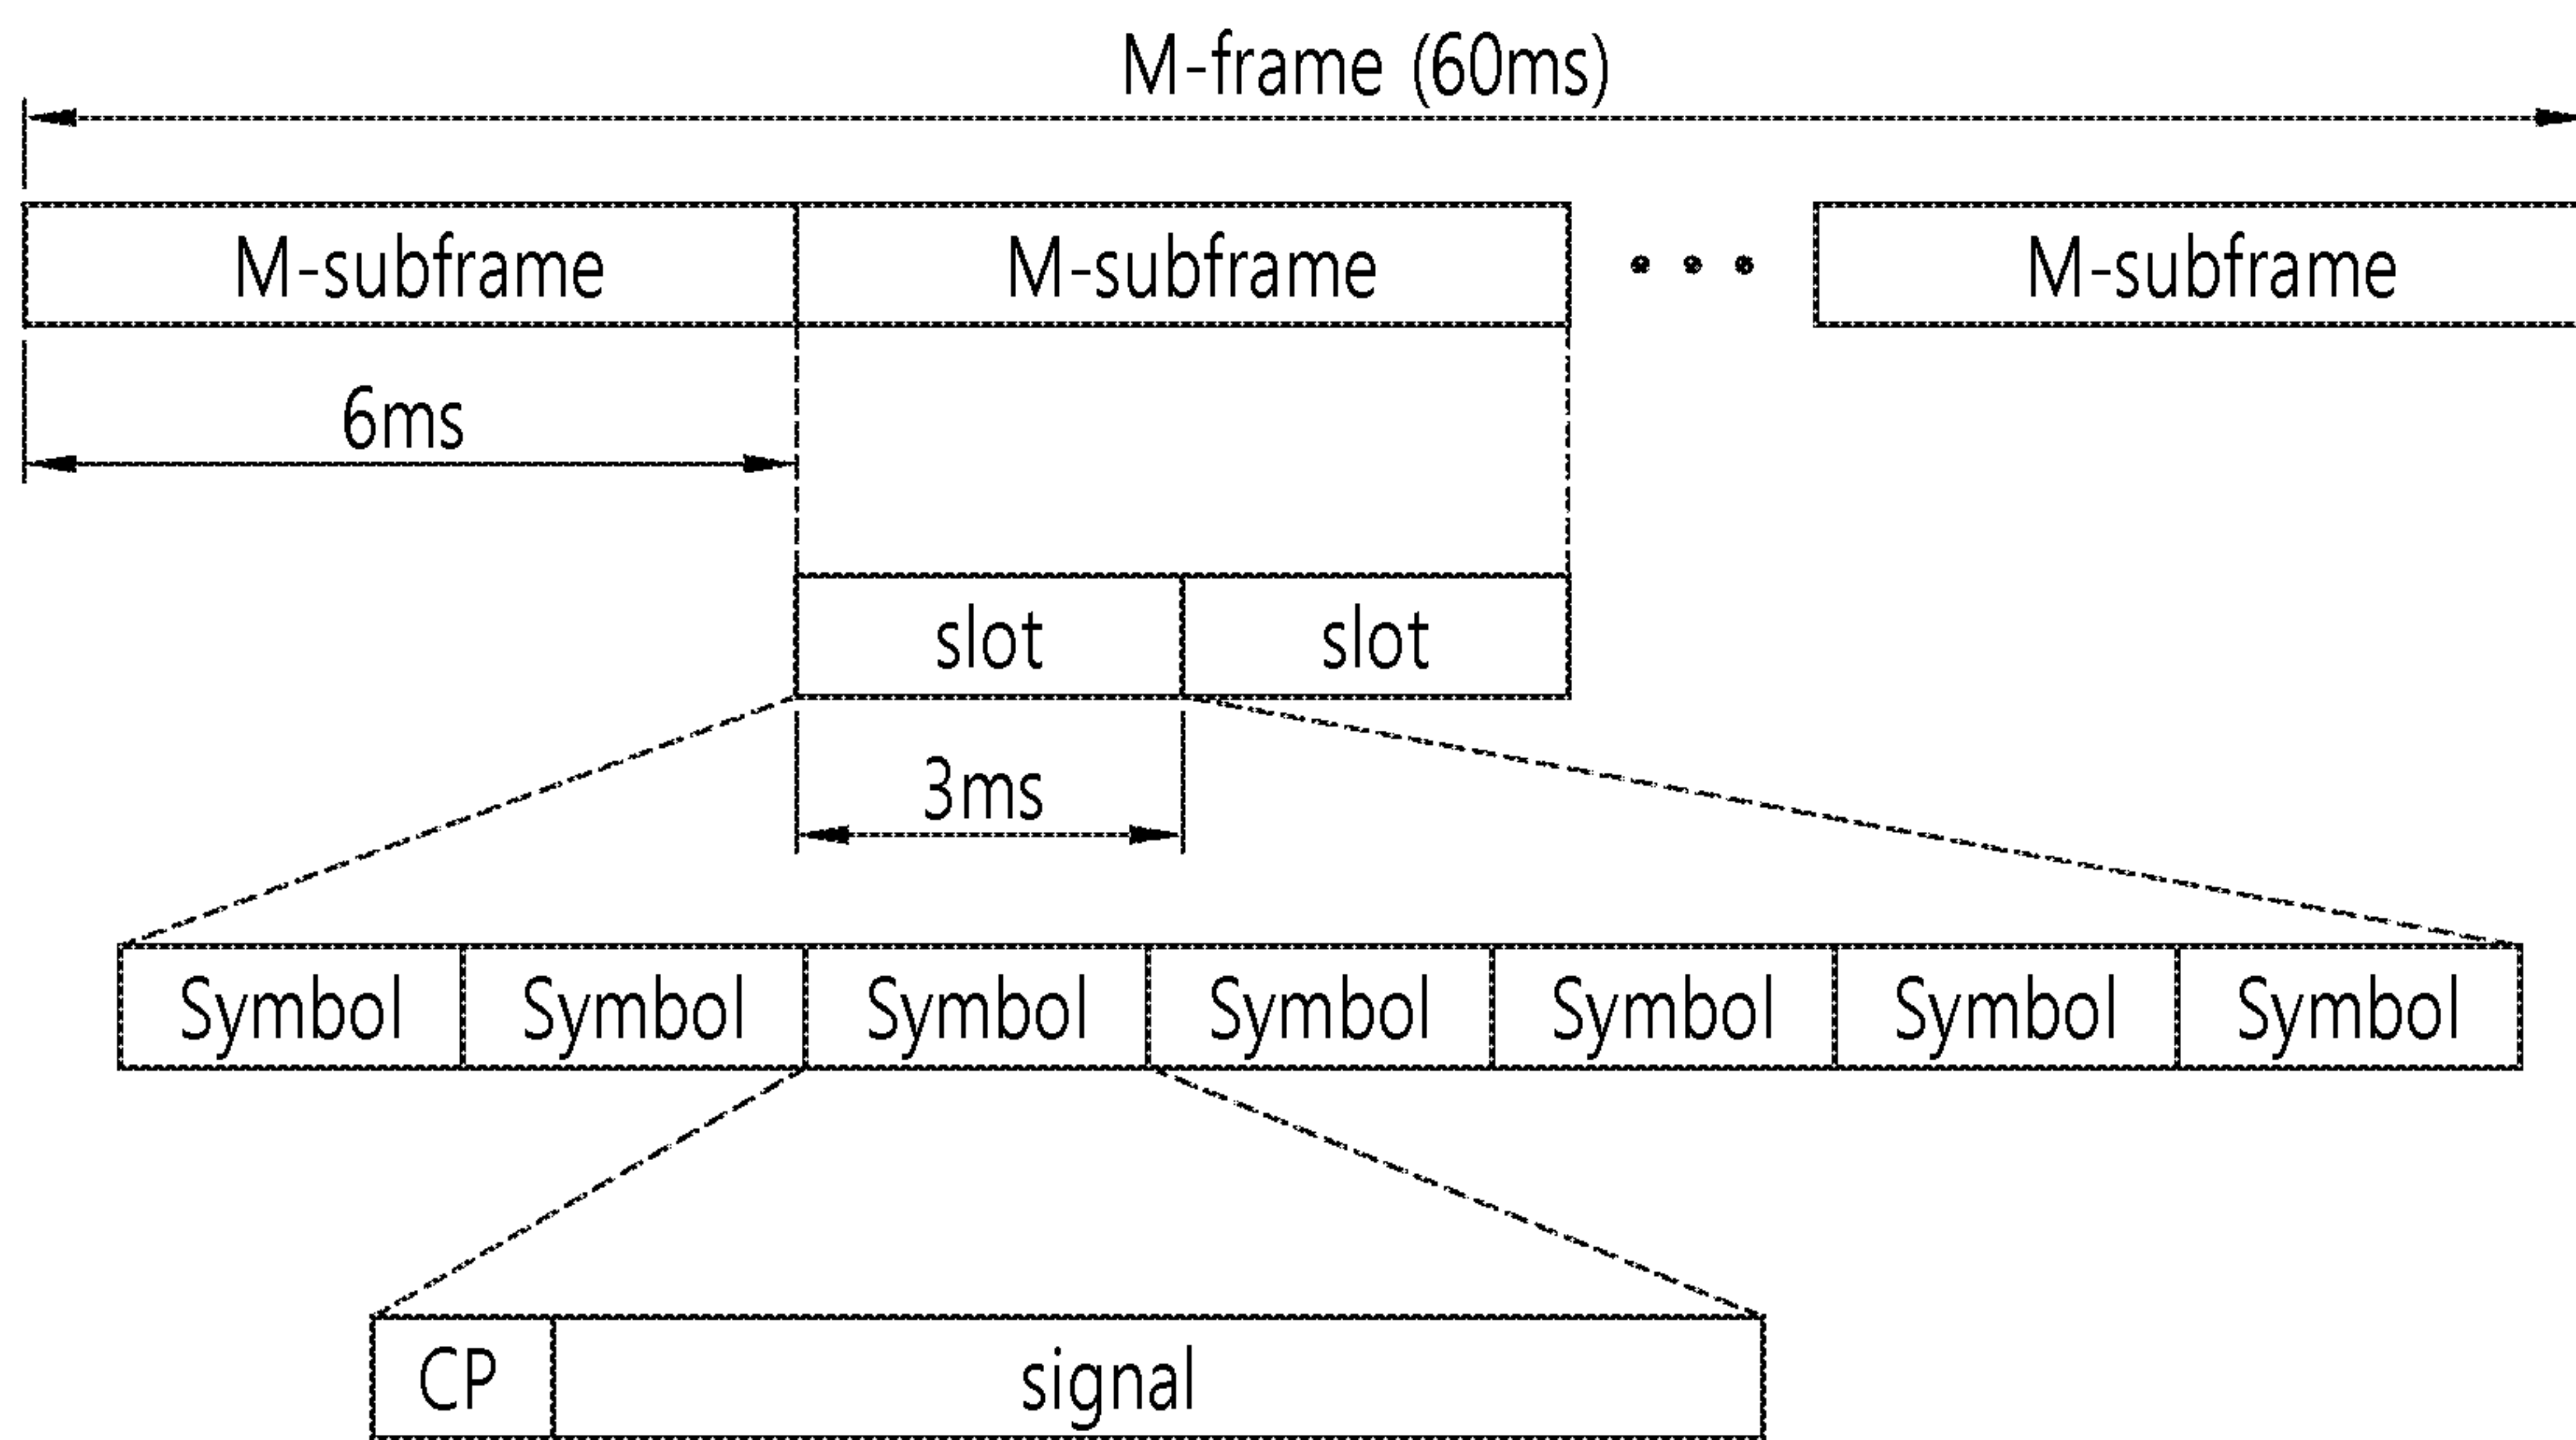 M-frame (60ms)
M-subframe M-subframe M-subframe
6ms
slot slot
3ms
Symbol Symbol Symbol Symbol Symbol Symbol Symbol
CP signal